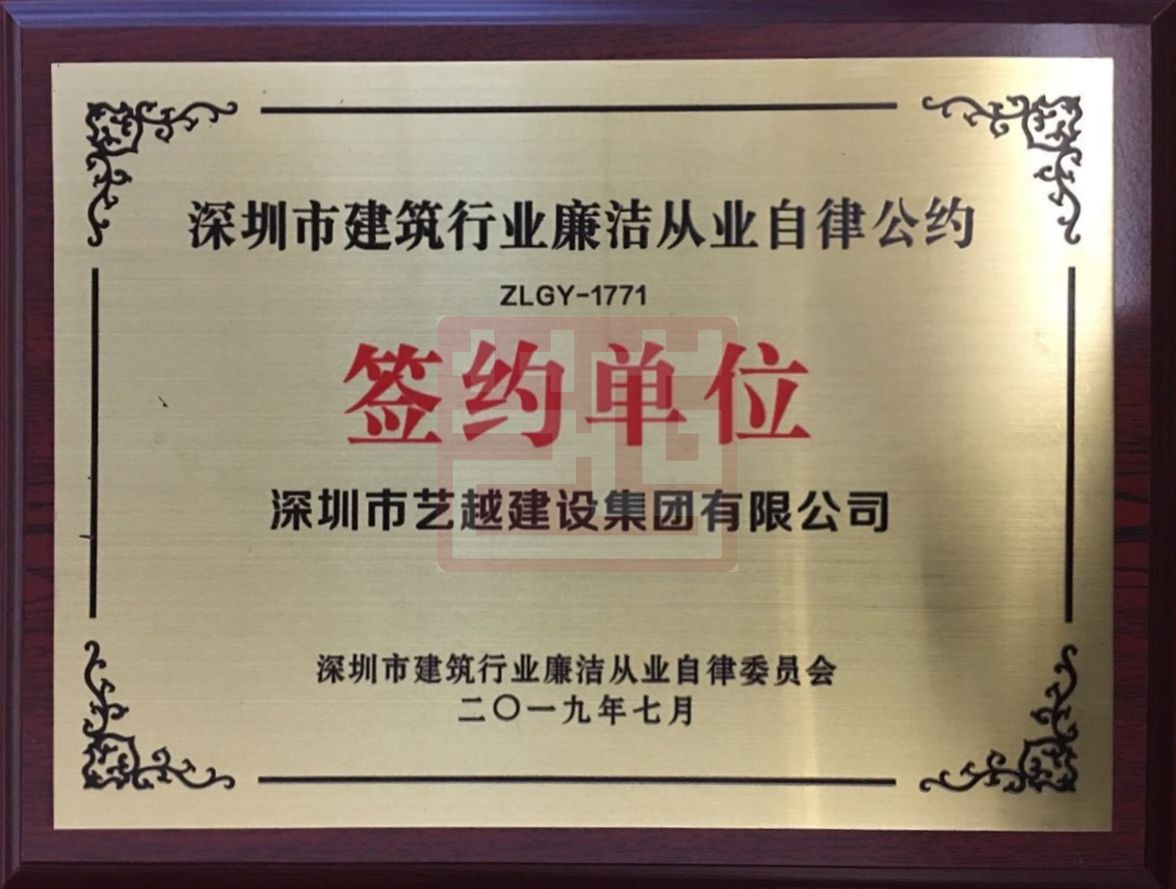 深圳市建筑行业廉洁从业自律公约
ZLGY-1771
签约单位
深圳市艺越建设集团有限公司
深圳市建筑行业廉洁从业自律委员会
二〇一九年七月